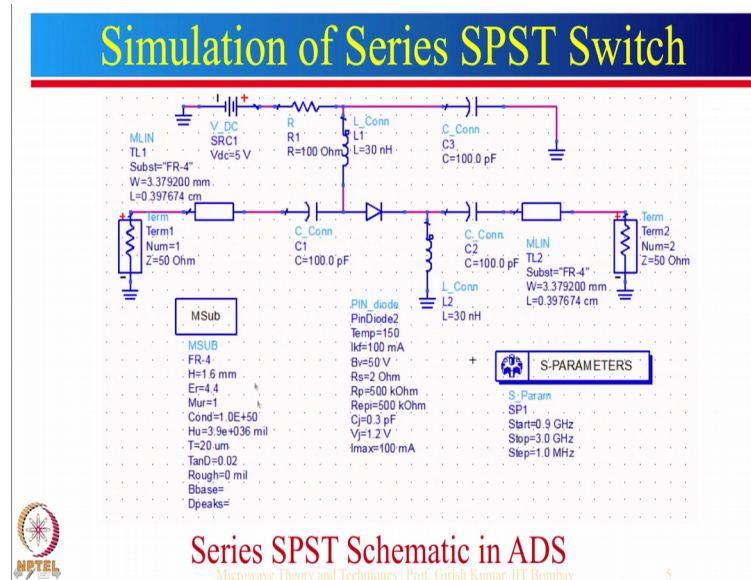 Simulation of Series SPST Switch
V_DC
SRC1
Vdc=5 V
R
R1
R=100 Ohm
L_Conn
L1
L=30 nH
C_Conn
C3
C=100.0 pF
MLIN
TL1
Subst="FR-4"
W=3.379200 mm
L=0.397674 cm
Term
Term1
Num=1
Z=50 Ohm
C_Conn
C1
C=100.0 pF
C_Conn
C2
C=100.0 pF
MLIN
TL2
Subst="FR-4"
W=3.379200 mm
L=0.397674 cm
Term
Term2
Num=2
Z=50 Ohm
L_Conn
L2
L=30 nH
MSub
MSUB
FR-4
H=1.6 mm
Er=4.4
Mur=1
Cond=1.0E+50
Hu=3.9e+036 mil
T=20 um
TanD=0.02
Rough=0 mil
Bbase=
Dpeaks=
PIN_diode
PinDiode2
Temp=150
Ikf=100 mA
Bv=50 V
Rs=2 Ohm
Rp=500 kOhm
Repi=500 kOhm
Cj=0.3 pF
Vj=1.2 V
Imax=100 mA
S-PARAMETERS
S_Param
SP1
Start=0.9 GHz
Stop=3.0 GHz
Step=1.0 MHz
Series SPST Schematic in ADS
NPTEL
Microwave Theory and Techniques | Prof. Girish Kumar, IIT Bombay
5